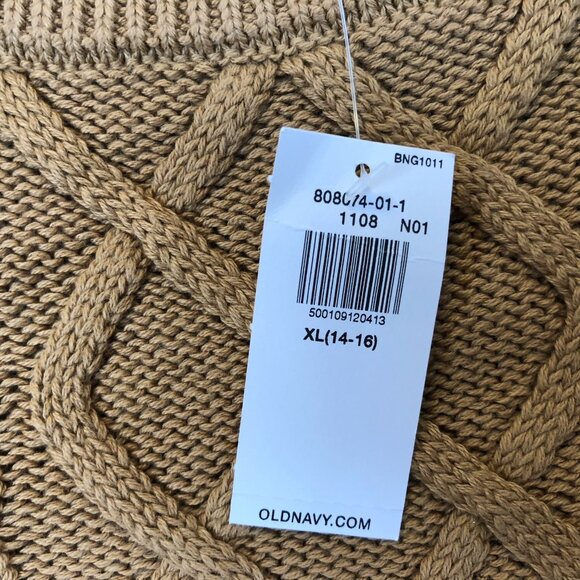 BNG1011
808074-01-1
1108 N01
500109120413
XL(14-16)
OLDNAVY.COM